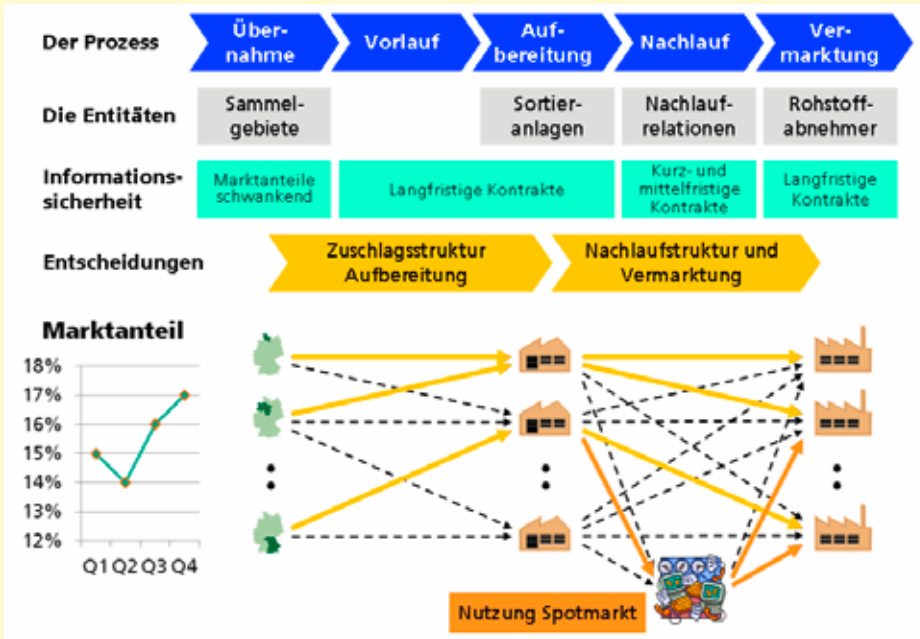 Der Prozess
Über-
nahme
Vorlauf
Auf-
bereitung
Nachlauf
Ver-
marktung
Die Entitäten
Sammel-
gebiete
Sortier-
anlagen
Nachlauf-
relationen
Rohstoff-
abnehmer
Informations-
sicherheit
Marktanteile
schwankend
Langfristige Kontrakte
Kurz- und
mittelfristige
Kontrakte
Langfristige
Kontrakte
Entscheidungen
Zuschlagsstruktur
Aufbereitung
Nachlaufstruktur und
Vermarktung
Marktanteil
18%
17%
16%
15%
14%
13%
12%
Q1 Q2 Q3 Q4
Nutzung Spotmarkt